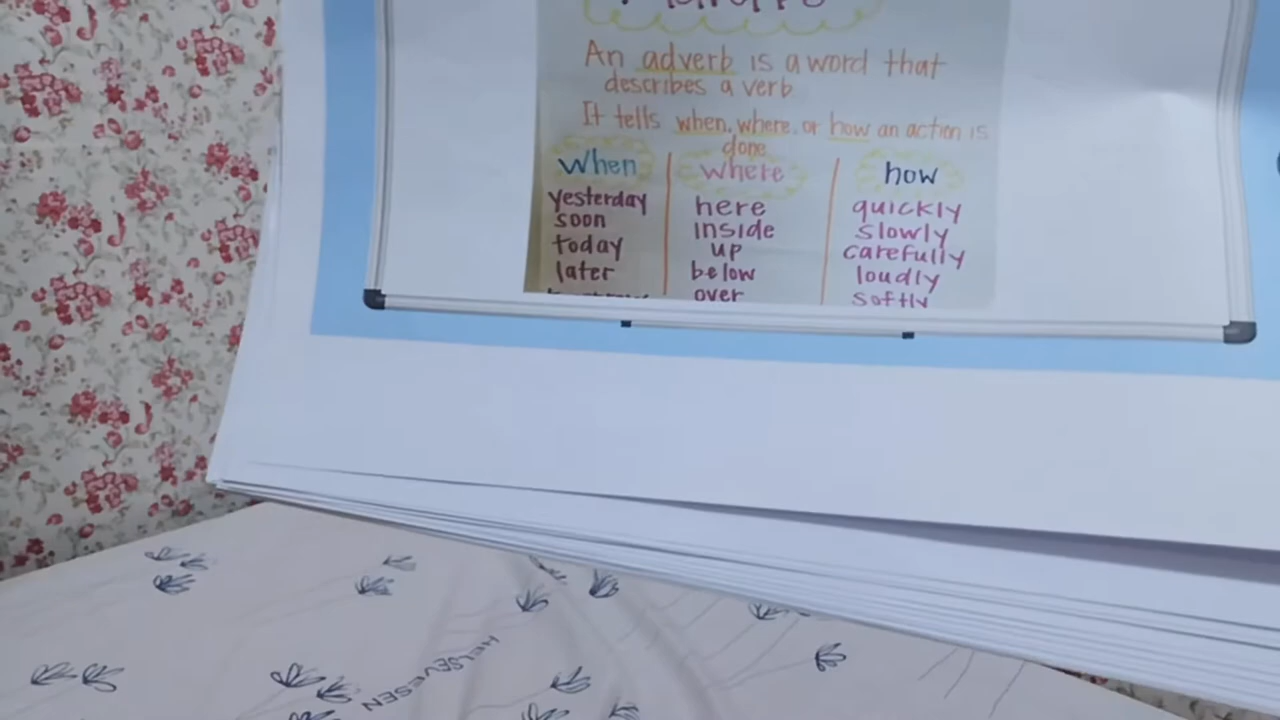 An adverb is a word that
describes a verb
It tells when, where, or how an action is
done
when where how
yesterday here quickly
soon inside slowly
today up carefully
later below loudly
over softly
HELSEVESEN